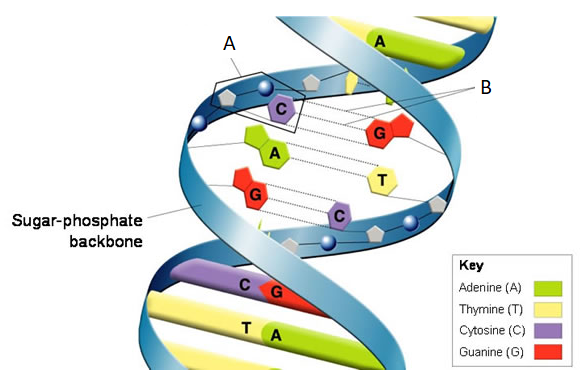 A
A
B
C
G
A
T
G
C
Sugar-phosphate
backbone
C G
T A
Key
Adenine (A)
Thymine (T)
Cytosine (C)
Guanine (G)